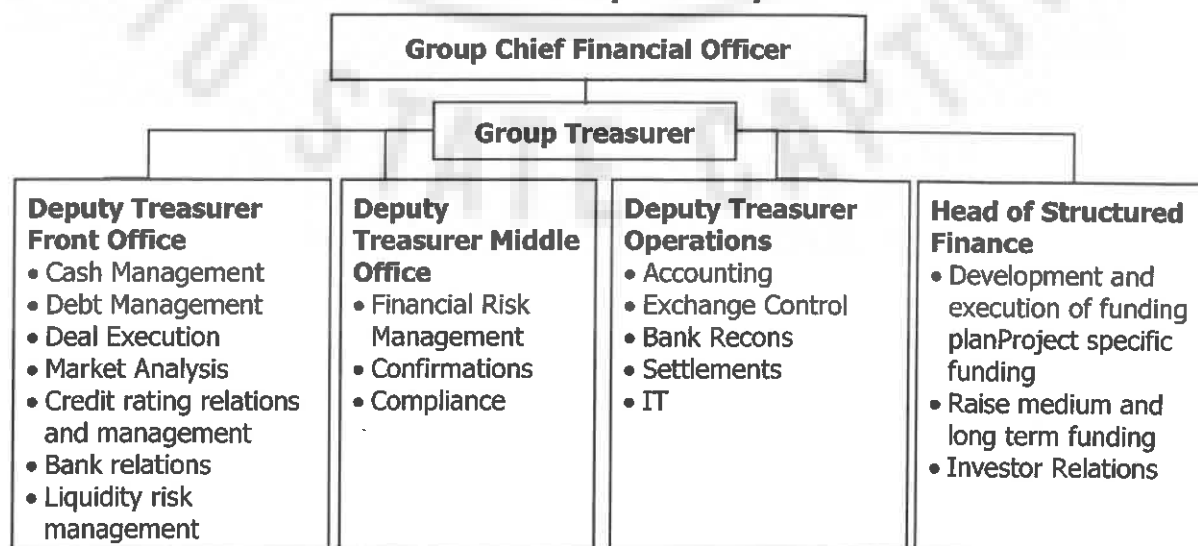 Group Chief Financial Officer
Group Treasurer
Deputy Treasurer
Front Office
• Cash Management
• Debt Management
• Deal Execution
• Market Analysis
• Credit rating relations
and management
• Bank relations
• Liquidity risk
management
Deputy
Treasurer Middle
Office
• Financial Risk
Management
• Confirmations
• Compliance
Deputy Treasurer
Operations
• Accounting
• Exchange Control
• Bank Recons
• Settlements
• IT
Head of Structured
Finance
• Development and
execution of funding
planProject specific
funding
• Raise medium and
long term funding
• Investor Relations